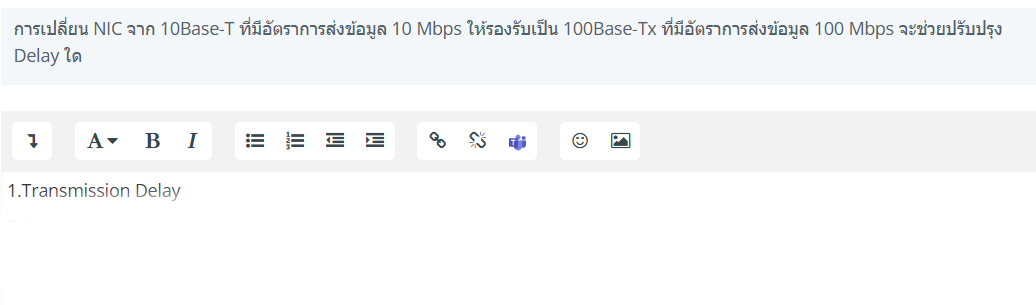 การเปลี่ยน NIC จาก 10Base-T ที่มีอัตราการส่งข้อมูล 10 Mbps ให้รองรับเป็น 100Base-Tx ที่มีอัตราการส่งข้อมูล 100 Mbps จะช่วยปรับปรุง
Delay ใด
A B I
1.Transmission Delay